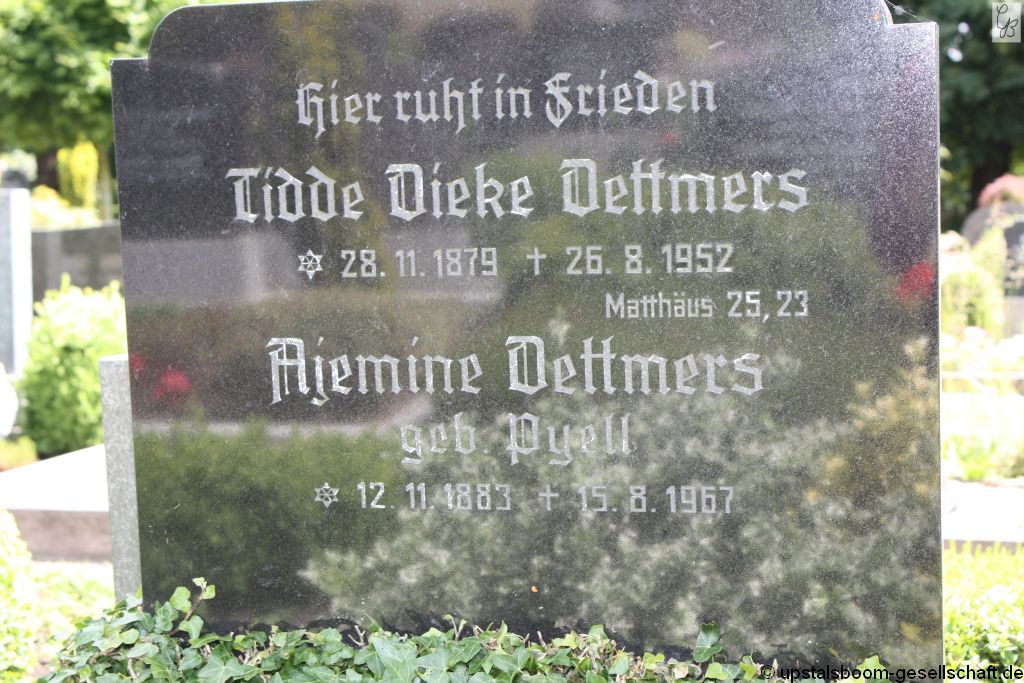 Hier ruht in Frieden
Tidde Dieke Dettmers
* 28. 11. 1879 † 26. 8. 1952
Matthäus 25, 23
Ajemine Dettmers
geb. Pyell
* 12. 11. 1883 † 15. 8. 1967
© upstalsboom-gesellschaft.de